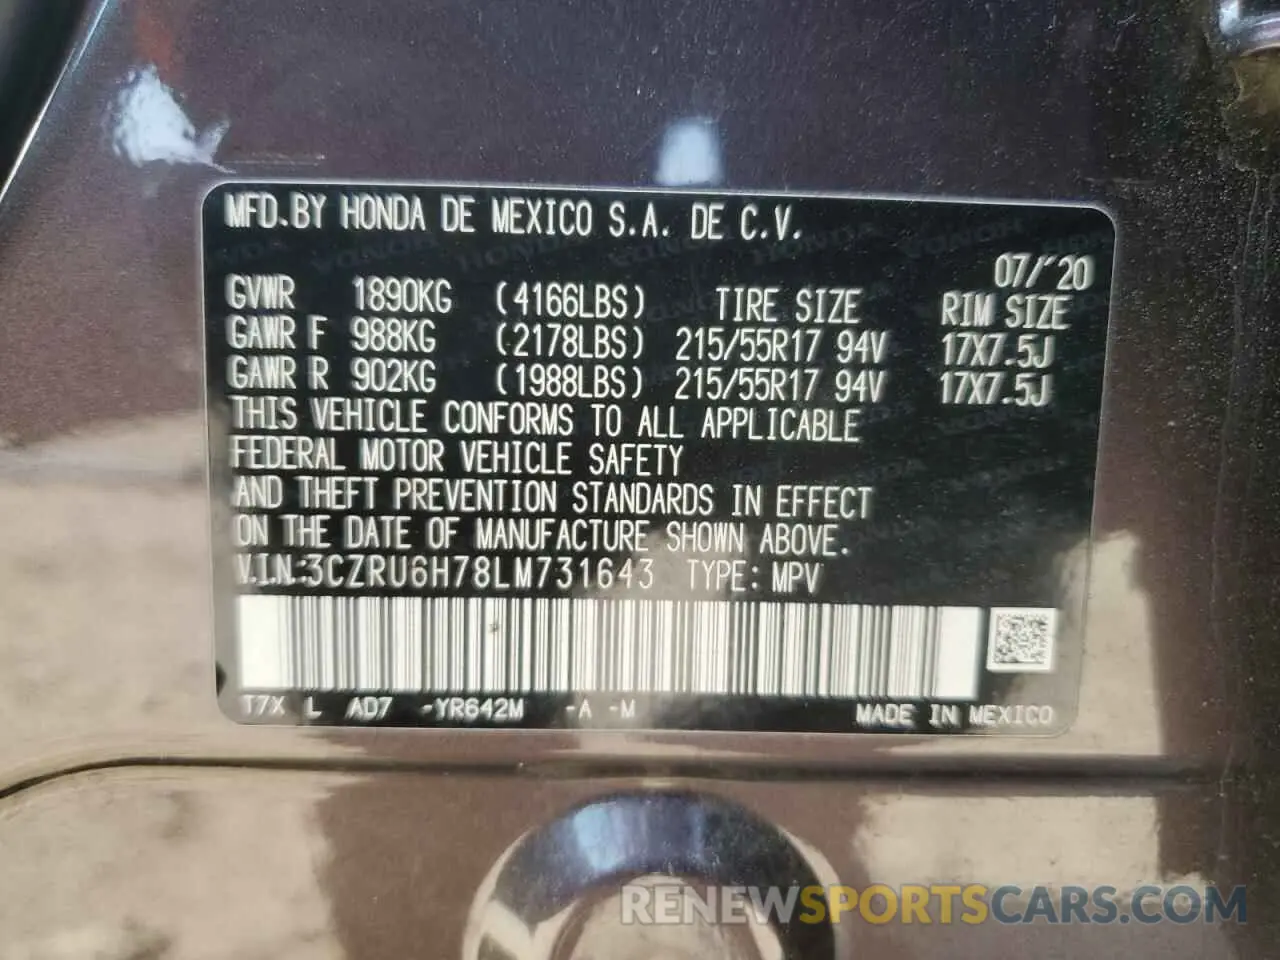 MFD.BY HONDA DE MEXICO S.A. DE C.V.
07/'20
GVWR 1890KG (4166LBS) TIRE SIZE RIM SIZE
GAWR F 988KG (2178LBS) 215/55R17 94V 17X7.5J
GAWR R 902KG (1988LBS) 215/55R17 94V 17X7.5J
THIS VEHICLE CONFORMS TO ALL APPLICABLE
FEDERAL MOTOR VEHICLE SAFETY
AND THEFT PREVENTION STANDARDS IN EFFECT
ON THE DATE OF MANUFACTURE SHOWN ABOVE.
V.I.N:3CZRU6H78LM731643 TYPE: MPV
T7X L AD7 -YR642M -A -M MADE IN MEXICO
RENEWSPORTSCARS.COM